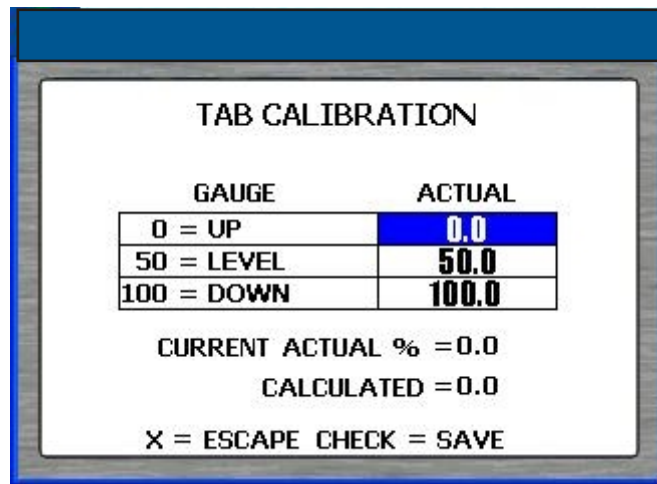 TAB CALIBRATION
GAUGE ACTUAL
0 = UP 0.0
50 = LEVEL 50.0
100 = DOWN 100.0
CURRENT ACTUAL % =0.0
CALCULATED =0.0
X = ESCAPE CHECK = SAVE